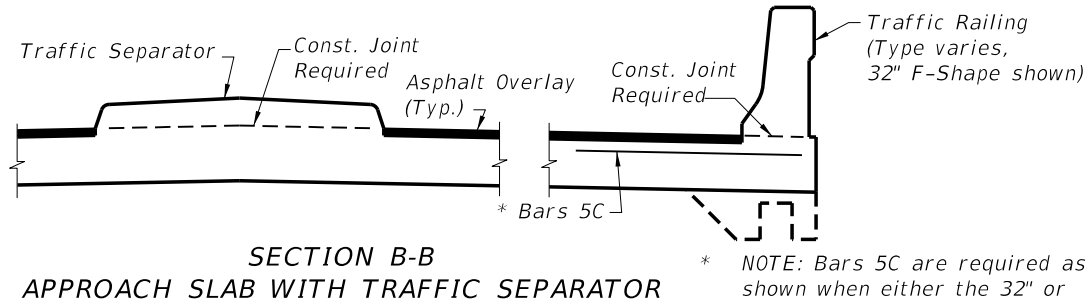 Traffic Separator
Const. Joint
Required
Asphalt Overlay
(Typ.)
Const. Joint
Required
Traffic Railing
(Type varies,
32" F-Shape shown)
* Bars 5C
SECTION B-B
APPROACH SLAB WITH TRAFFIC SEPARATOR
* NOTE: Bars 5C are required as
shown when either the 32" or